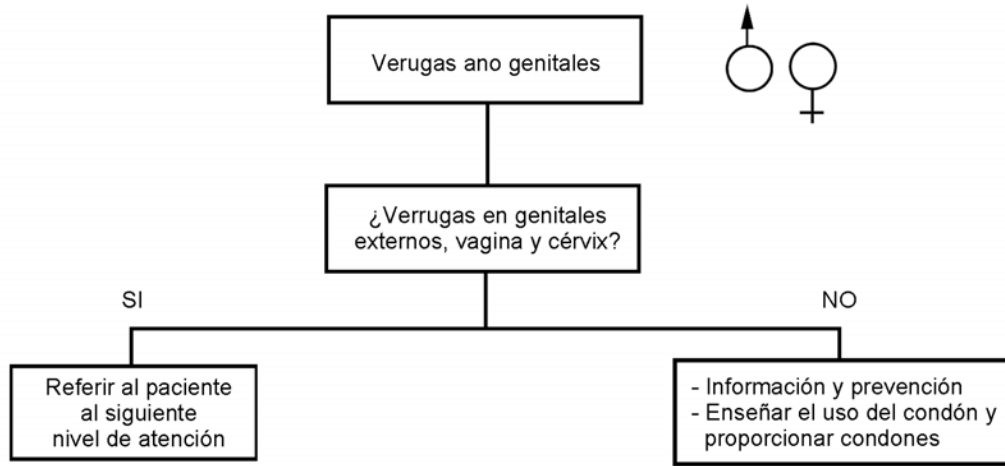 Verugas ano genitales
¿Verrugas en genitales
externos, vagina y cérvix?
SI
NO
Referir al paciente
al siguiente
nivel de atención
- Información y prevención
- Enseñar el uso del condón y
proporcionar condones